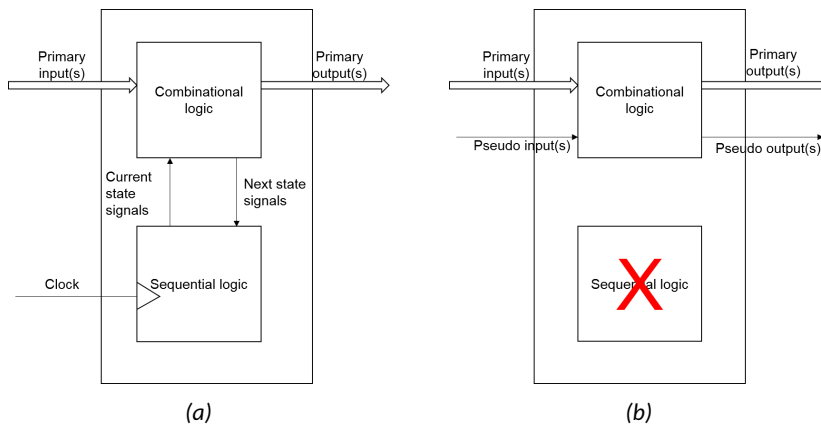 Primary
input(s)
Primary
output(s)
Combinational
logic
Current
state
signals
Next state
signals
Clock
Sequential logic
(a)
Primary
input(s)
Primary
output(s)
Combinational
logic
Pseudo input(s)
Pseudo output(s)
Sequential logic
X
(b)